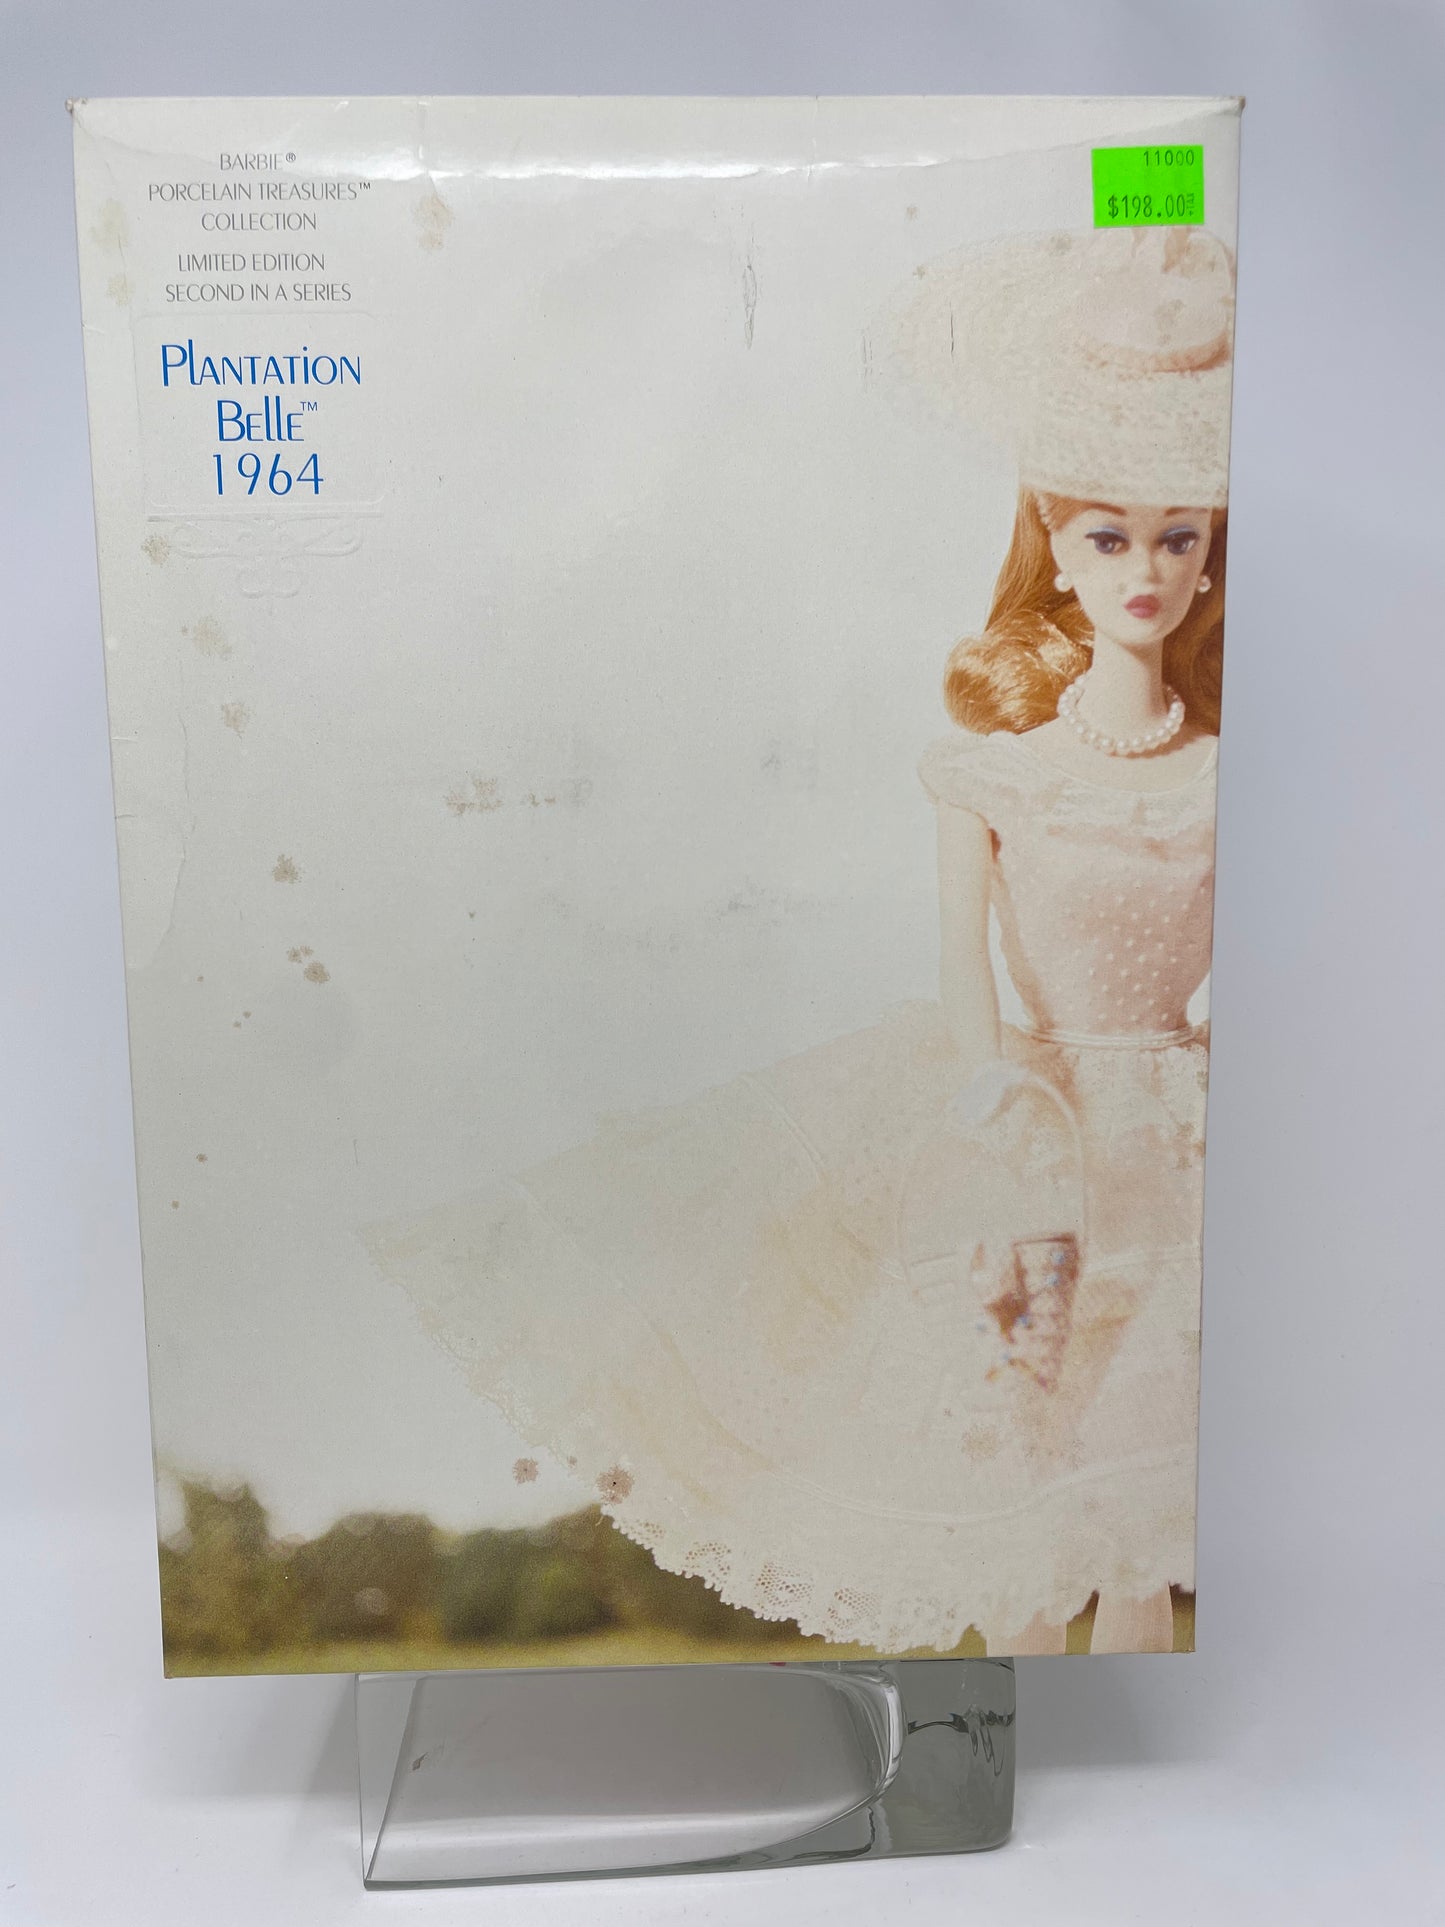 BARBIE®
PORCELAIN TREASURES™
COLLECTION
LIMITED EDITION
SECOND IN A SERIES
PlANTATiON
BEllE™
1964
11000
$198.00